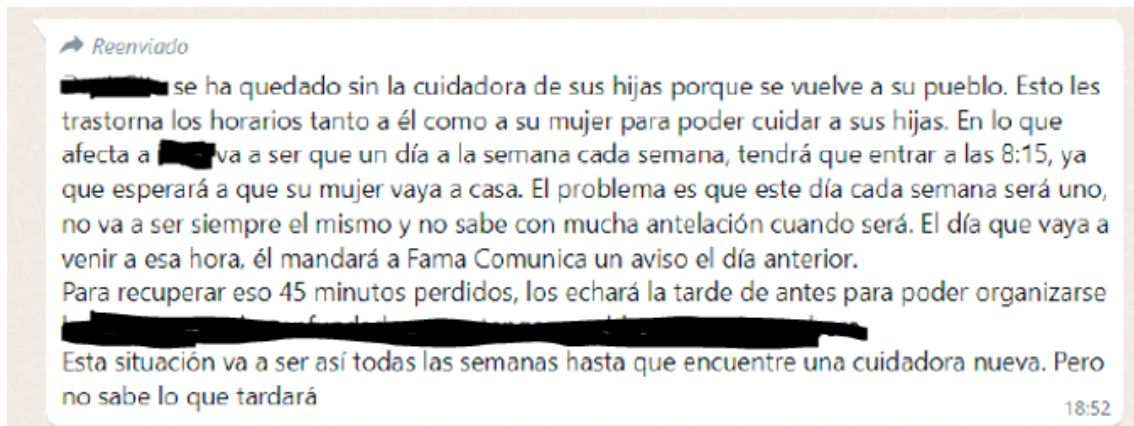 Reenviado
se ha quedado sin la cuidadora de sus hijas porque se vuelve a su pueblo. Esto les
trastorna los horarios tanto a él como a su mujer para poder cuidar a sus hijas. En lo que
afecta a va a ser que un día a la semana cada semana, tendrá que entrar a las 8:15, ya
que esperará a que su mujer vaya a casa. El problema es que este día cada semana será uno,
no va a ser siempre el mismo y no sabe con mucha antelación cuando será. El día que vaya a
venir a esa hora, él mandará a Fama Comunica un aviso el día anterior.
Para recuperar eso 45 minutos perdidos, los echará la tarde de antes para poder organizarse
Esta situación va a ser así todas las semanas hasta que encuentre una cuidadora nueva. Pero
no sabe lo que tardará
18:52